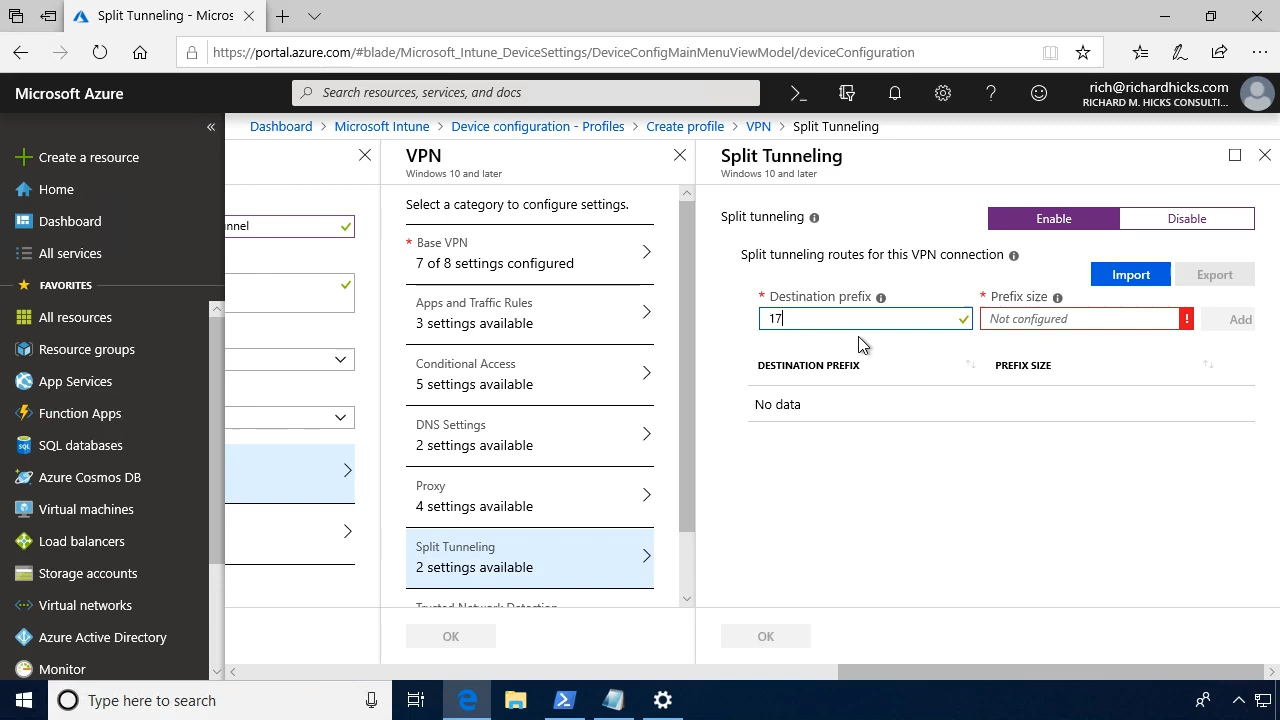 Split Tunneling - Micros
https://portal.azure.com/#blade/Microsoft_Intune_DeviceSettings/DeviceConfigMainMenuViewModel/deviceConfiguration
Microsoft Azure
Search resources, services, and docs
rich@richardhicks.com
RICHARD M. HICKS CONSULTI...
Dashboard
Microsoft Intune
Device configuration - Profiles
Create profile
VPN
Split Tunneling
Create a resource
Home
Dashboard
All services
FAVORITES
All resources
Resource groups
App Services
Function Apps
SQL databases
Azure Cosmos DB
Virtual machines
Load balancers
Storage accounts
Virtual networks
Azure Active Directory
Monitor
nnel
VPN
Windows 10 and later
Select a category to configure settings.
* Base VPN
7 of 8 settings configured
Apps and Traffic Rules
3 settings available
Conditional Access
5 settings available
DNS Settings
2 settings available
Proxy
4 settings available
Split Tunneling
2 settings available
Trusted Network Detection
OK
Split Tunneling
Windows 10 and later
Split tunneling
Enable
Disable
Split tunneling routes for this VPN connection
Import
Export
* Destination prefix
* Prefix size
17
Not configured
Add
DESTINATION PREFIX
PREFIX SIZE
No data
OK
Type here to search